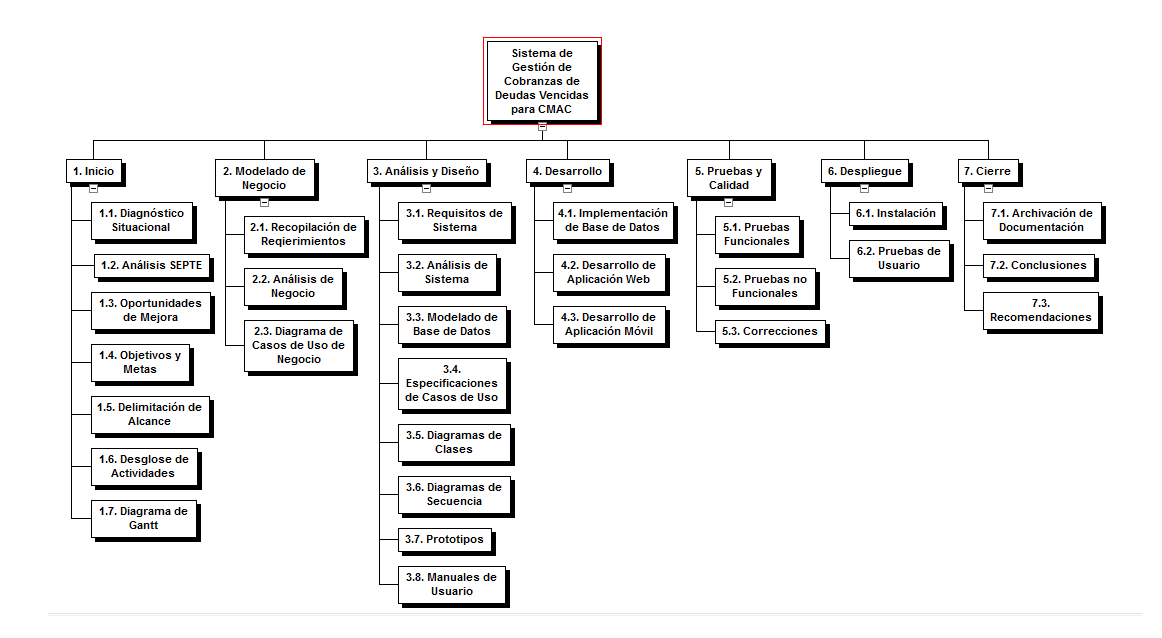 Sistema de
Gestión de
Cobranzas de
Deudas Vencidas
para CMAC
1. Inicio
1.1. Diagnóstico
Situacional
1.2. Análisis SEPTE
1.3. Oportunidades
de Mejora
1.4. Objetivos y
Metas
1.5. Delimitación de
Alcance
1.6. Desglose de
Actividades
1.7. Diagrama de
Gantt
2. Modelado de
Negocio
2.1. Recopilación de
Reqierimientos
2.2. Análisis de
Negocio
2.3. Diagrama de
Casos de Uso de
Negocio
3. Análisis y Diseño
3.1. Requisitos de
Sistema
3.2. Análisis de
Sistema
3.3. Modelado de
Base de Datos
3.4.
Especificaciones
de Casos de Uso
3.5. Diagramas de
Clases
3.6. Diagramas de
Secuencia
3.7. Prototipos
3.8. Manuales de
Usuario
4. Desarrollo
4.1. Implementación
de Base de Datos
4.2. Desarrollo de
Aplicación Web
4.3. Desarrollo de
Aplicación Móvil
5. Pruebas y
Calidad
5.1. Pruebas
Funcionales
5.2. Pruebas no
Funcionales
5.3. Correcciones
6. Despliegue
6.1. Instalación
6.2. Pruebas de
Usuario
7. Cierre
7.1. Archivación de
Documentación
7.2. Conclusiones
7.3.
Recomendaciones